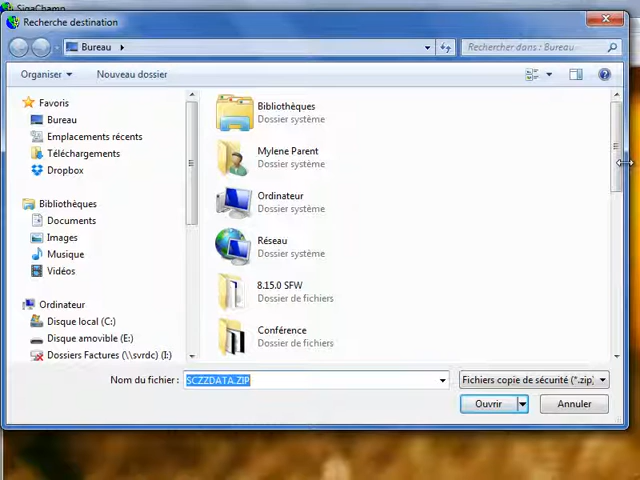 SigaChamp
Recherche destination
Bureau
Rechercher dans : Bureau
Organiser
Nouveau dossier
Favoris
Bureau
Emplacements récents
Téléchargements
Dropbox
Bibliothèques
Documents
Images
Musique
Vidéos
Ordinateur
Disque local (C:)
Disque amovible (E:)
Dossiers Factures (\\svrdc) (I:)
Bibliothèques
Dossier système
Mylene Parent
Dossier système
Ordinateur
Dossier système
Réseau
Dossier système
8.15.0 SFW
Dossier de fichiers
Conférence
Dossier de fichiers
Nom du fichier :
SCZZDATA.ZIP
Fichiers copie de sécurité (*.zip)
Ouvrir
Annuler